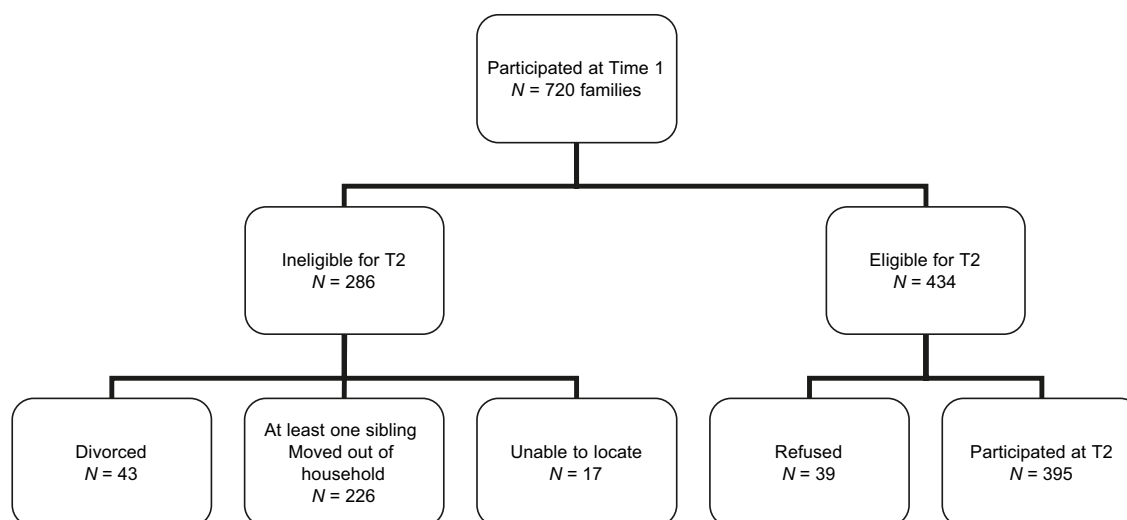 Participated at Time 1
N = 720 families
Ineligible for T2
N = 286
Eligible for T2
N = 434
Divorced
N = 43
At least one sibling
Moved out of
household
N = 226
Unable to locate
N = 17
Refused
N = 39
Participated at T2
N = 395